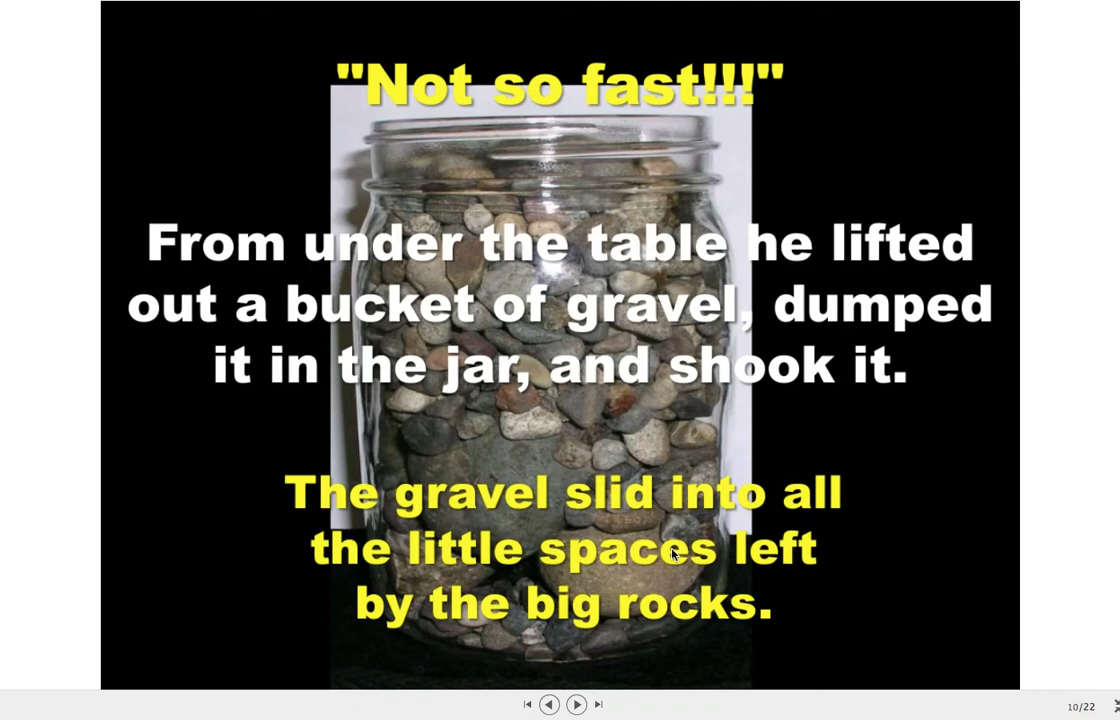 "Not so fast!!!"
From under the table he lifted
out a bucket of gravel, dumped
it in the jar, and shook it.
The gravel slid into all
the little spaces left
by the big rocks.
10/22